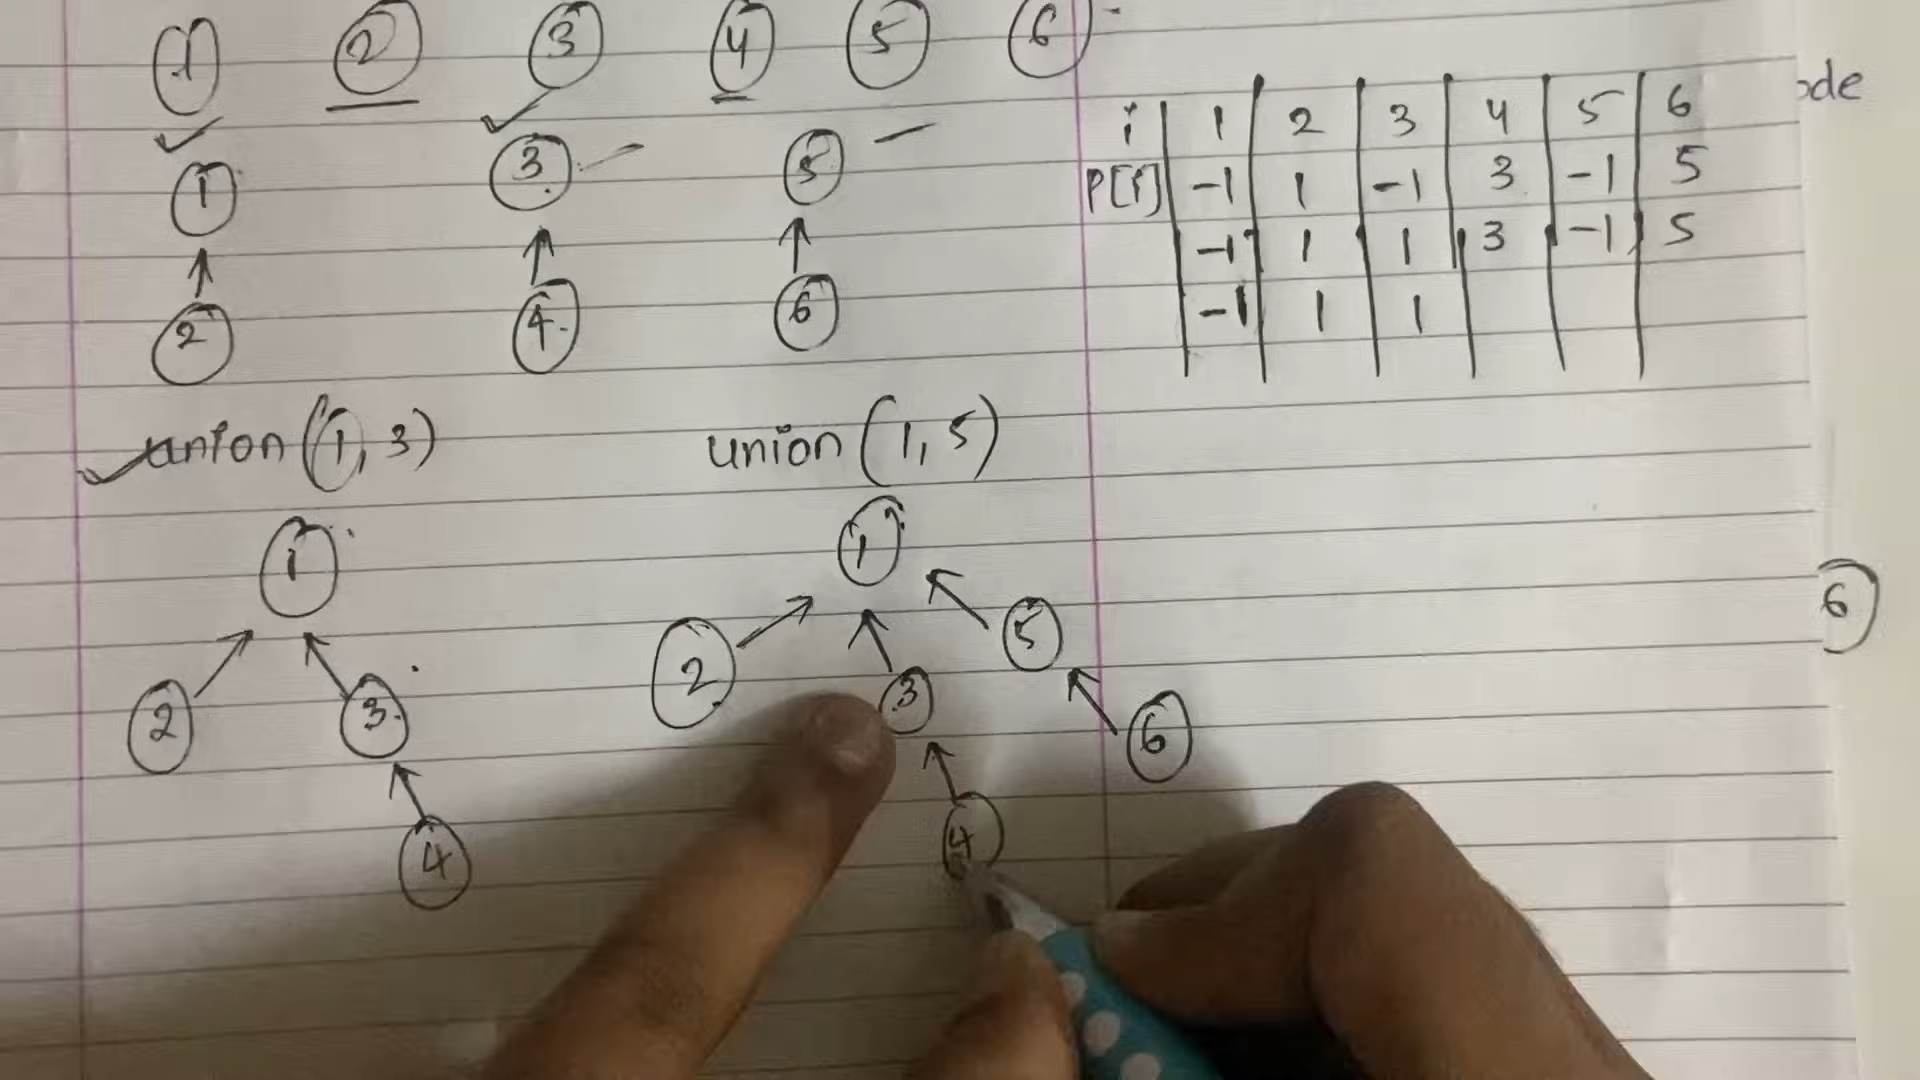 1 2 3 4 5 6
ode
i 1 2 3 4 5 6
P[i] -1 1 -1 3 -1 5
-1 1 1 3 -1 5
-1 1 1
1 3 5
2 4 6
union (1, 3) union (1, 5)
1 1
2 3 2 3 5 6
4 4
6